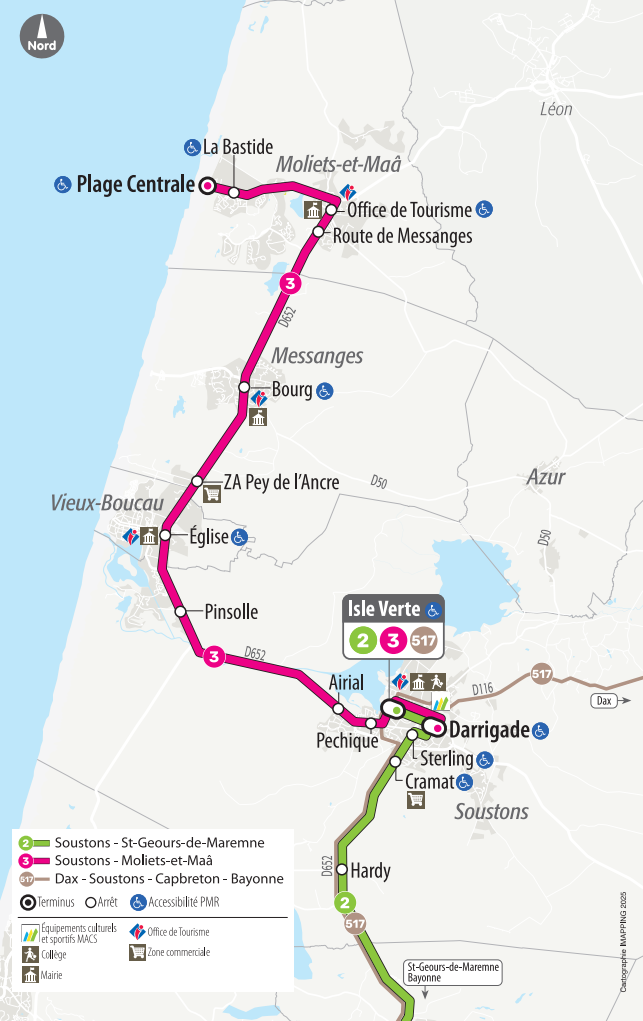 Nord
Léon
La Bastide
Moliets-et-Maâ
Plage Centrale
Office de Tourisme
Route de Messanges
3
D652
Messanges
Bourg
ZA Pey de l'Ancre
D50
Azur
Vieux-Boucau
Église
D50
Pinsolle
Isle Verte
2 3 517
D652
3
517
D116
Dax
Airial
Pechique
Darrigade
Sterling
Cramat
Soustons
D652
Hardy
2
517
2 Soustons - St-Geours-de-Maremne
3 Soustons - Moliets-et-Maâ
517 Dax - Soustons - Capbreton - Bayonne
Terminus Arrêt Accessibilité PMR
Équipements culturels
et sportifs MACS
Office de Tourisme
Collège
Zone commerciale
Mairie
St-Geours-de-Maremne
Bayonne
Cartographie IMAPPING 2025